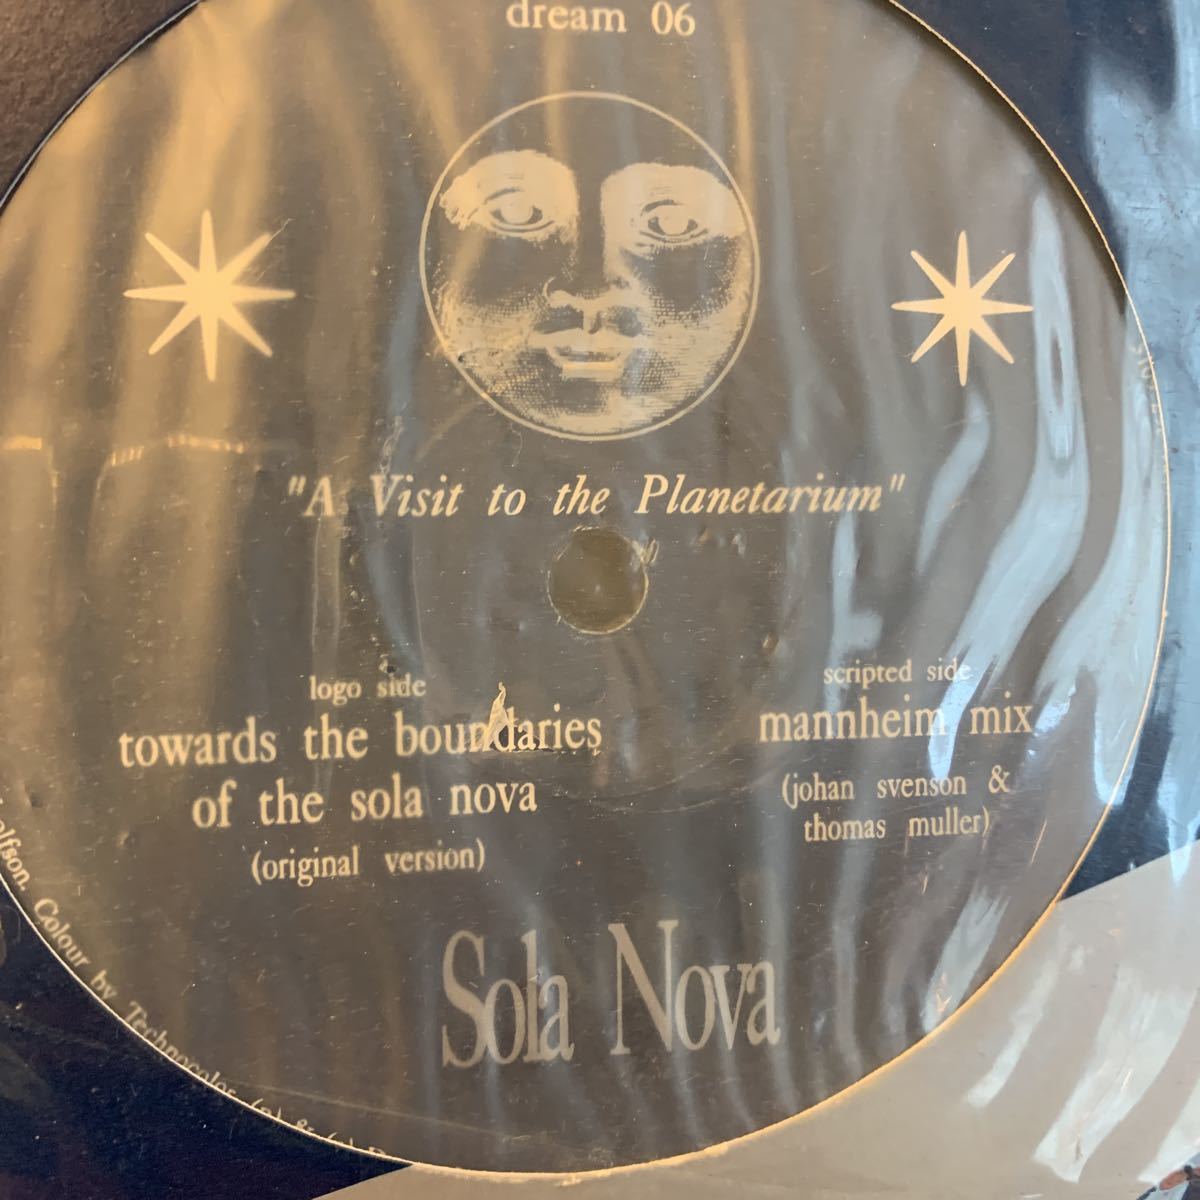 dream 06
"A Visit to the Planetarium"
logo side
towards the boundaries
of the sola nova
(original version)
scripted side
mannheim mix
(johan svenson &
thomas muller)
Sola Nova
Colour by Technocolor (p) & (c)